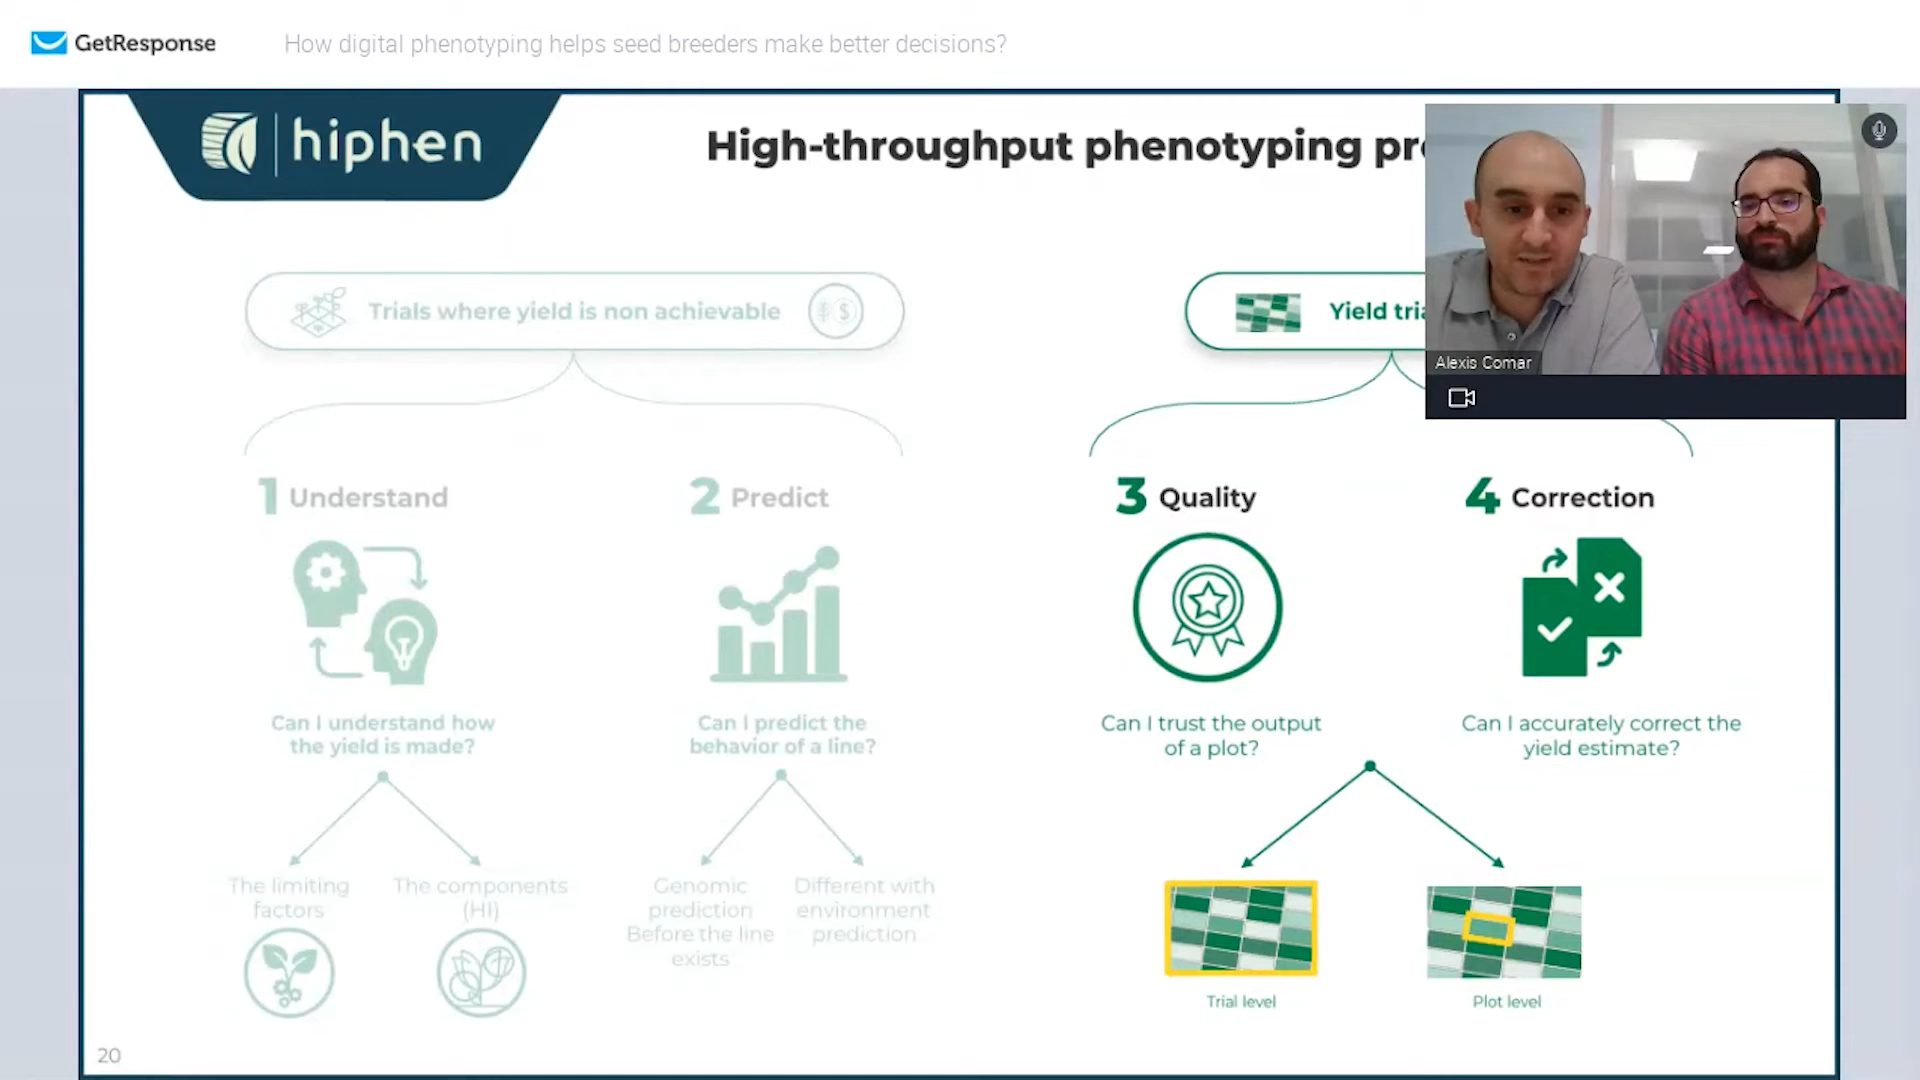 GetResponse
How digital phenotyping helps seed breeders make better decisions?
hiphen
High-throughput phenotyping pr
Alexis Comar
Trials where yield is non achievable
Yield tria
1 Understand
Can I understand how
the yield is made?
The limiting
factors
The components
(HI)
2 Predict
Can I predict the
behavior of a line?
Genomic
prediction
Before the line
exists
Different with
environment
prediction
3 Quality
Can I trust the output
of a plot?
4 Correction
Can I accurately correct the
yield estimate?
Trial level
Plot level
20